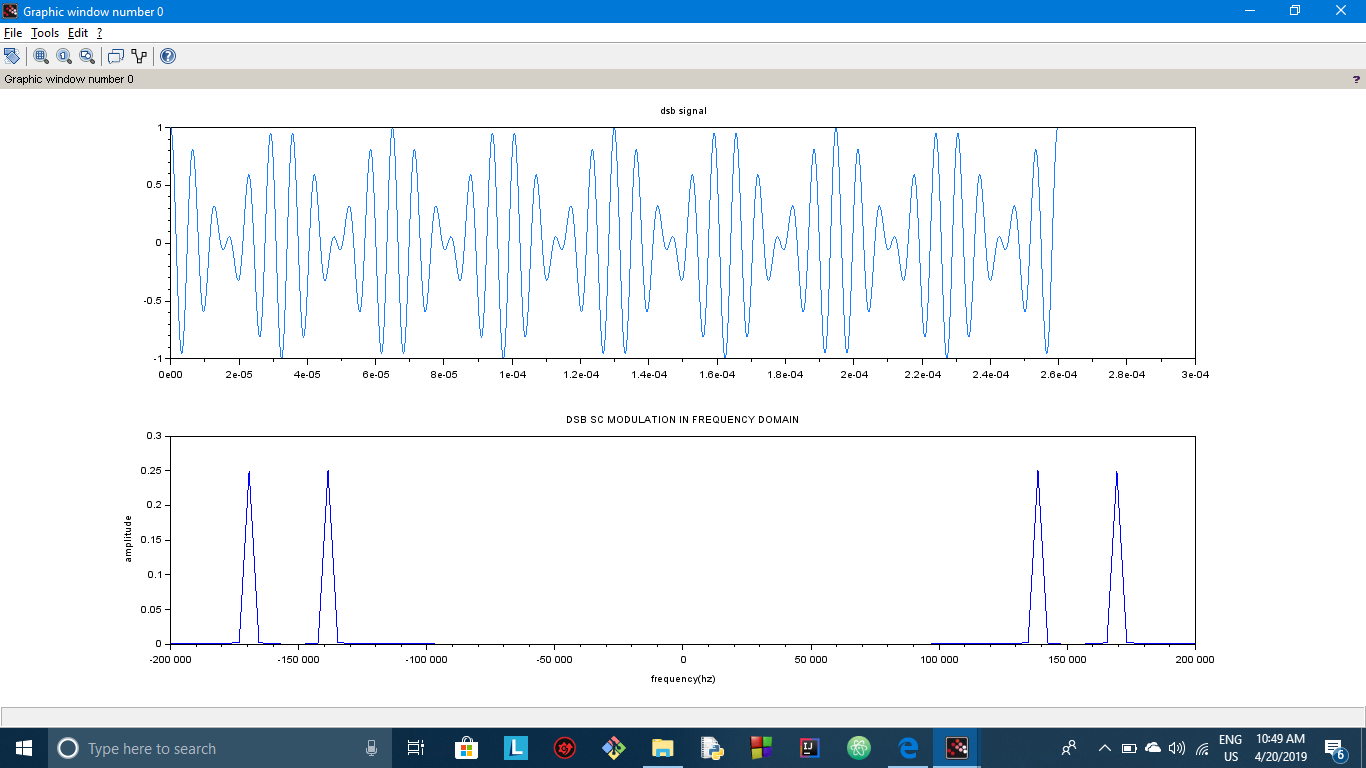 Graphic window number 0
File Tools Edit ?
Graphic window number 0
?
dsb signal
1
0.5
0
-0.5
-1
0e00 2e-05 4e-05 6e-05 8e-05 1e-04 1.2e-04 1.4e-04 1.6e-04 1.8e-04 2e-04 2.2e-04 2.4e-04 2.6e-04 2.8e-04 3e-04
DSB SC MODULATION IN FREQUENCY DOMAIN
0.3
0.25
0.2
0.15
0.1
0.05
0
amplitude
-200 000 -150 000 -100 000 -50 000 0 50 000 100 000 150 000 200 000
frequency(hz)
Type here to search
L
IJ
ENG
US
10:49 AM
4/20/2019
6